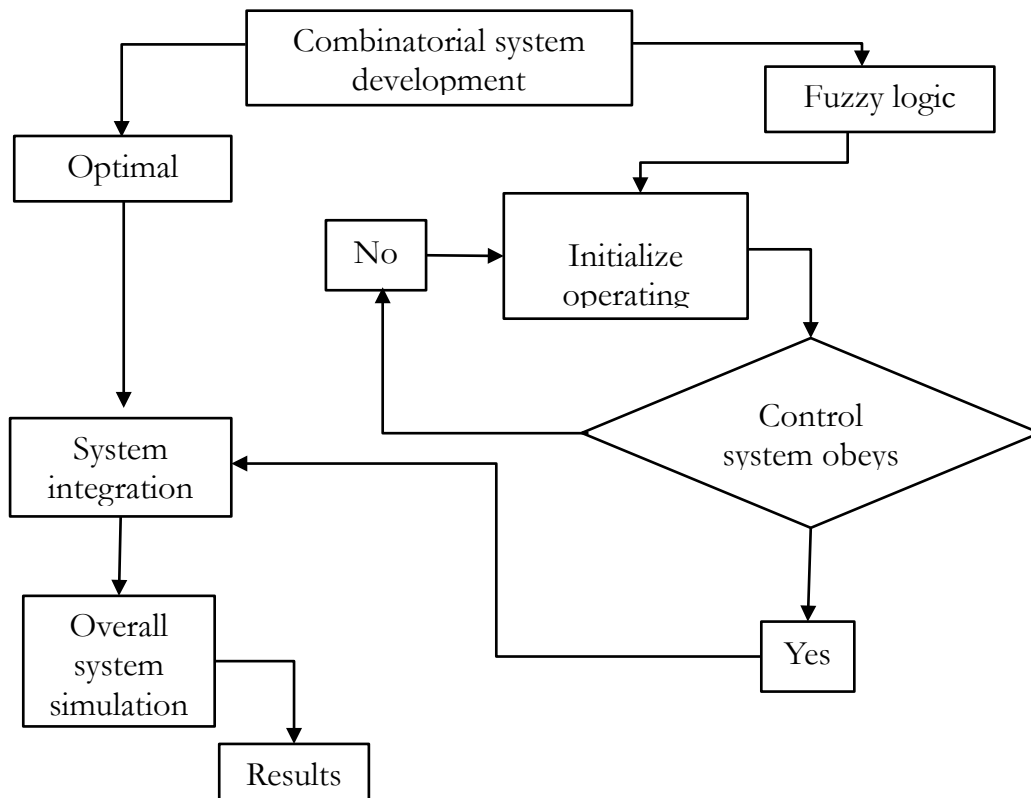 Combinatorial system
development
Fuzzy logic
Optimal
No
Initialize
operating
Control
system obeys
System
integration
Yes
Overall
system
simulation
Results